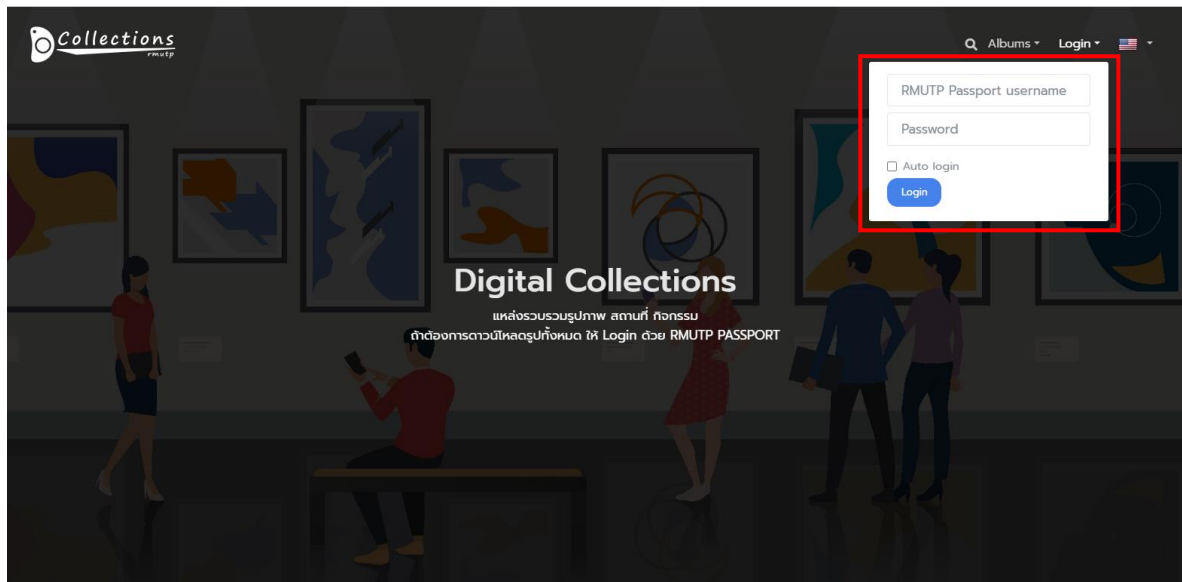 Collections
rmutp
Albums Login
RMUTP Passport username
Password
Auto login
Login
Digital Collections
แหล่งรวบรวมรูปภาพ สถานที่ กิจกรรม
ถ้าต้องการดาวน์โหลดรูปทั้งหมด ให้ Login ด้วย RMUTP PASSPORT